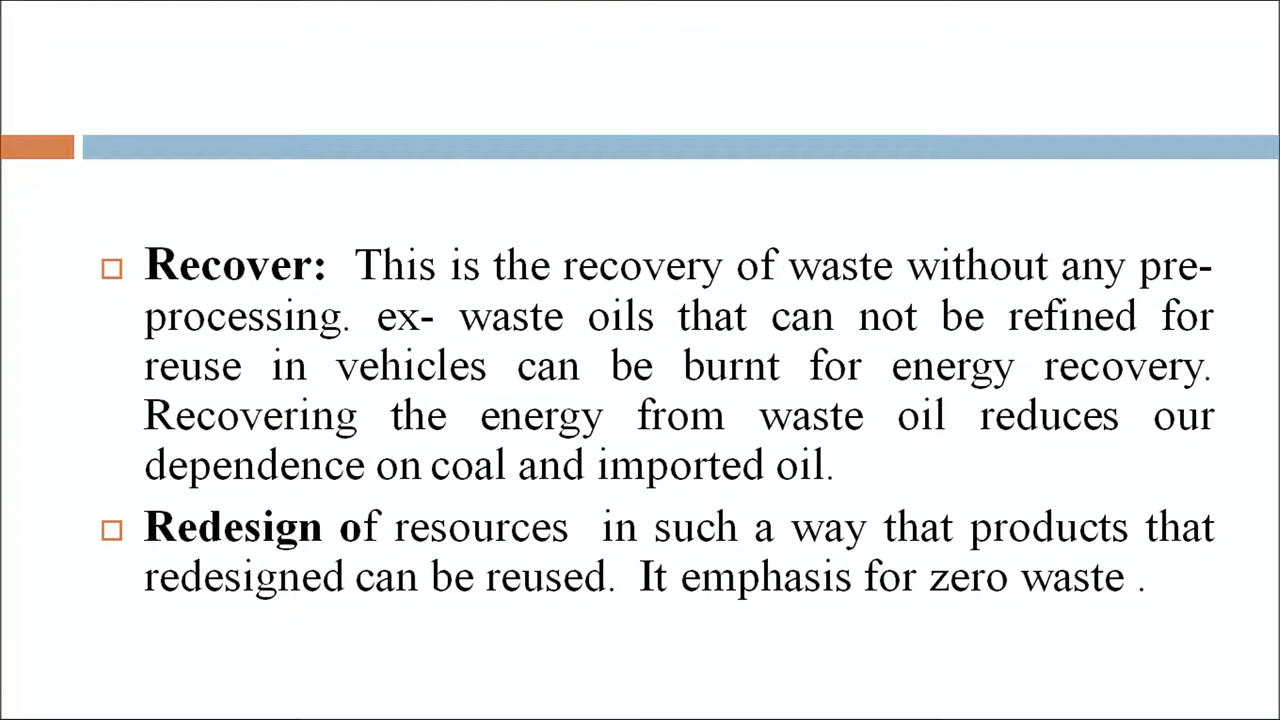 Recover: This is the recovery of waste without any pre-
processing. ex- waste oils that can not be refined for
reuse in vehicles can be burnt for energy recovery.
Recovering the energy from waste oil reduces our
dependence on coal and imported oil.
Redesign of resources in such a way that products that
redesigned can be reused. It emphasis for zero waste .